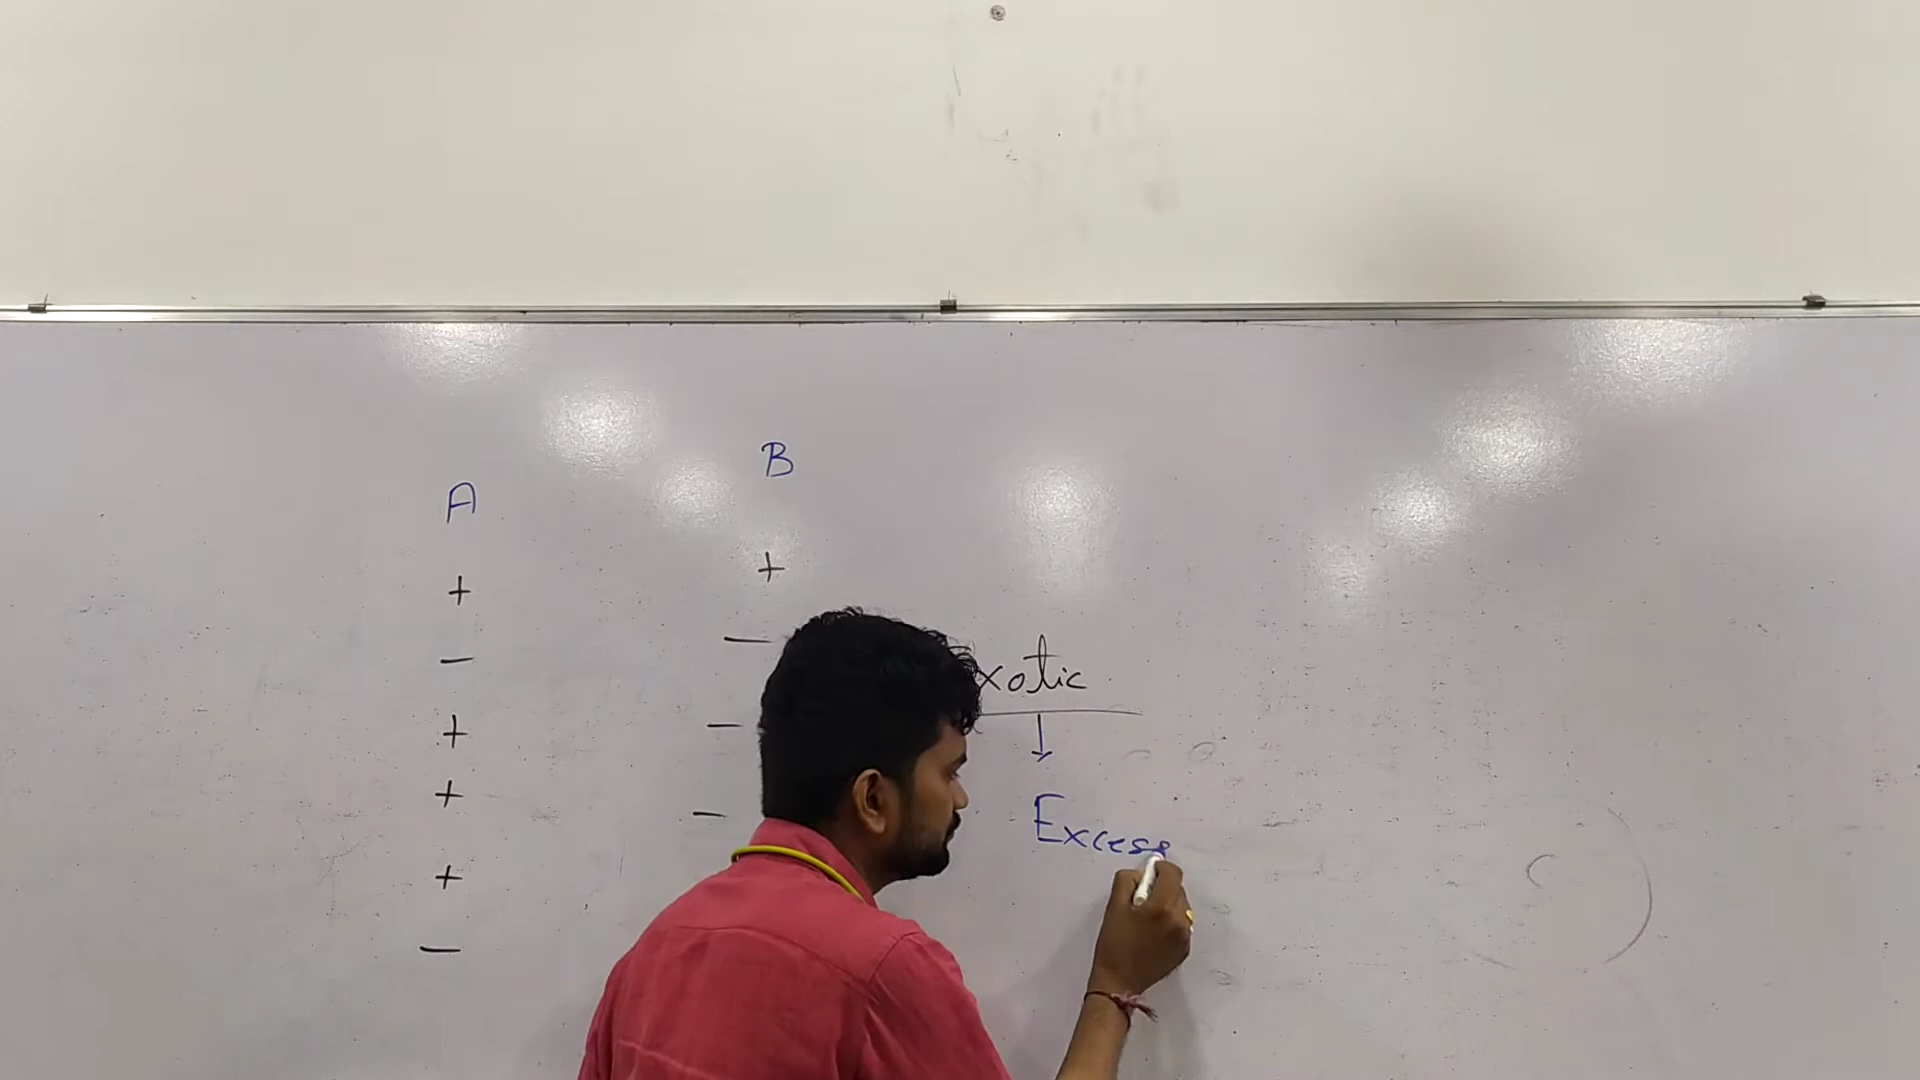 B
A
+
+
—
—
xotic
+
—
↓
+
—
Excess
+
—